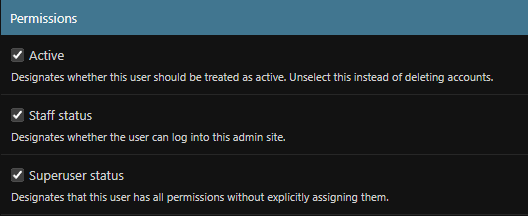 Permissions
Active
Designates whether this user should be treated as active. Unselect this instead of deleting accounts.
Staff status
Designates whether the user can log into this admin site.
Superuser status
Designates that this user has all permissions without explicitly assigning them.